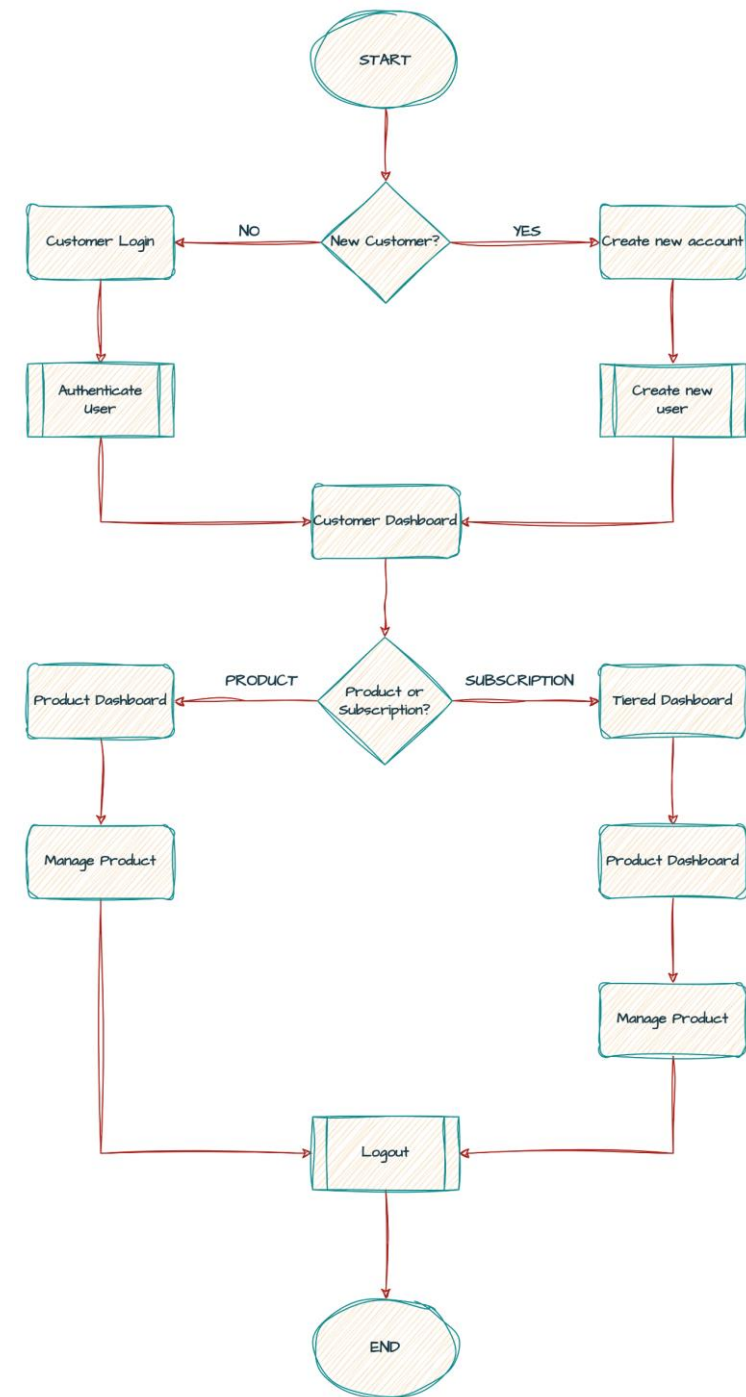 START
NO
YES
Customer Login
New Customer?
Create new account
Authenticate
User
Create new
user
Customer Dashboard
PRODUCT
SUBSCRIPTION
Product Dashboard
Product or
Subscription?
Tiered Dashboard
Manage Product
Product Dashboard
Manage Product
Logout
END